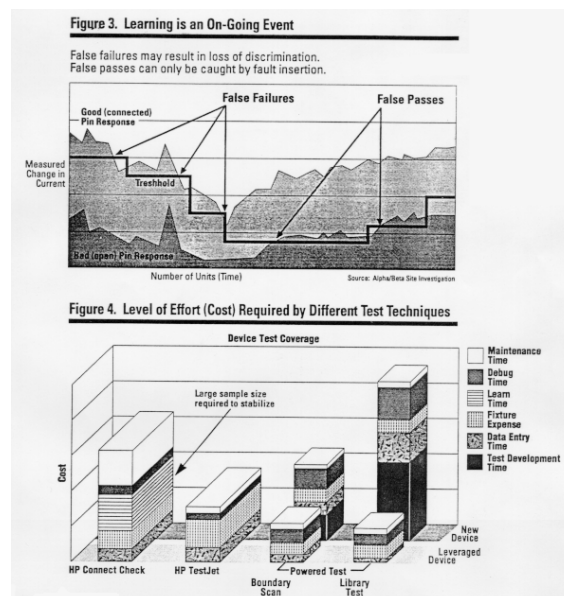 Figure 3.  Learning is an On-Going Event
False failures may result in loss of discrimination.
False passes can only be caught by fault insertion.
False Failures
False Passes
Good (connected)
Pin Response
Measured
Change in
Current
Treshhold
Bad (open) Pin Response
Number of Units (Time)
Source: Alpha/Beta Site Investigation
Figure 4.  Level of Effort (Cost) Required by Different Test Techniques
Device Test Coverage
Maintenance
Time
Debug
Time
Learn
Time
Fixture
Expense
Data Entry
Time
Test Development
Time
Large sample size
required to stabilize
Cost
New
Device
Leveraged
Device
HP Connect Check
HP TestJet
Powered Test
Boundary
Scan
Library
Test